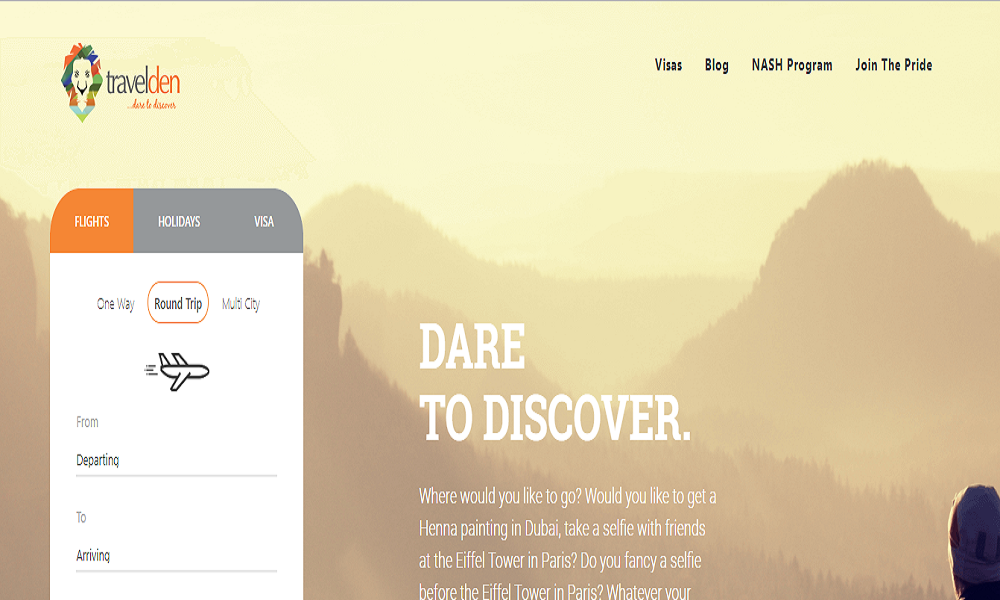 travelden
...dare to discover
Visas Blog NASH Program Join The Pride
FLIGHTS HOLIDAYS VISA
One Way Round Trip Multi City
From
Departing
To
Arriving
DARE
TO DISCOVER.
Where would you like to go? Would you like to get a
Henna painting in Dubai, take a selfie with friends
at the Eiffel Tower in Paris? Do you fancy a selfie
before the Eiffel Tower in Paris? Whatever your